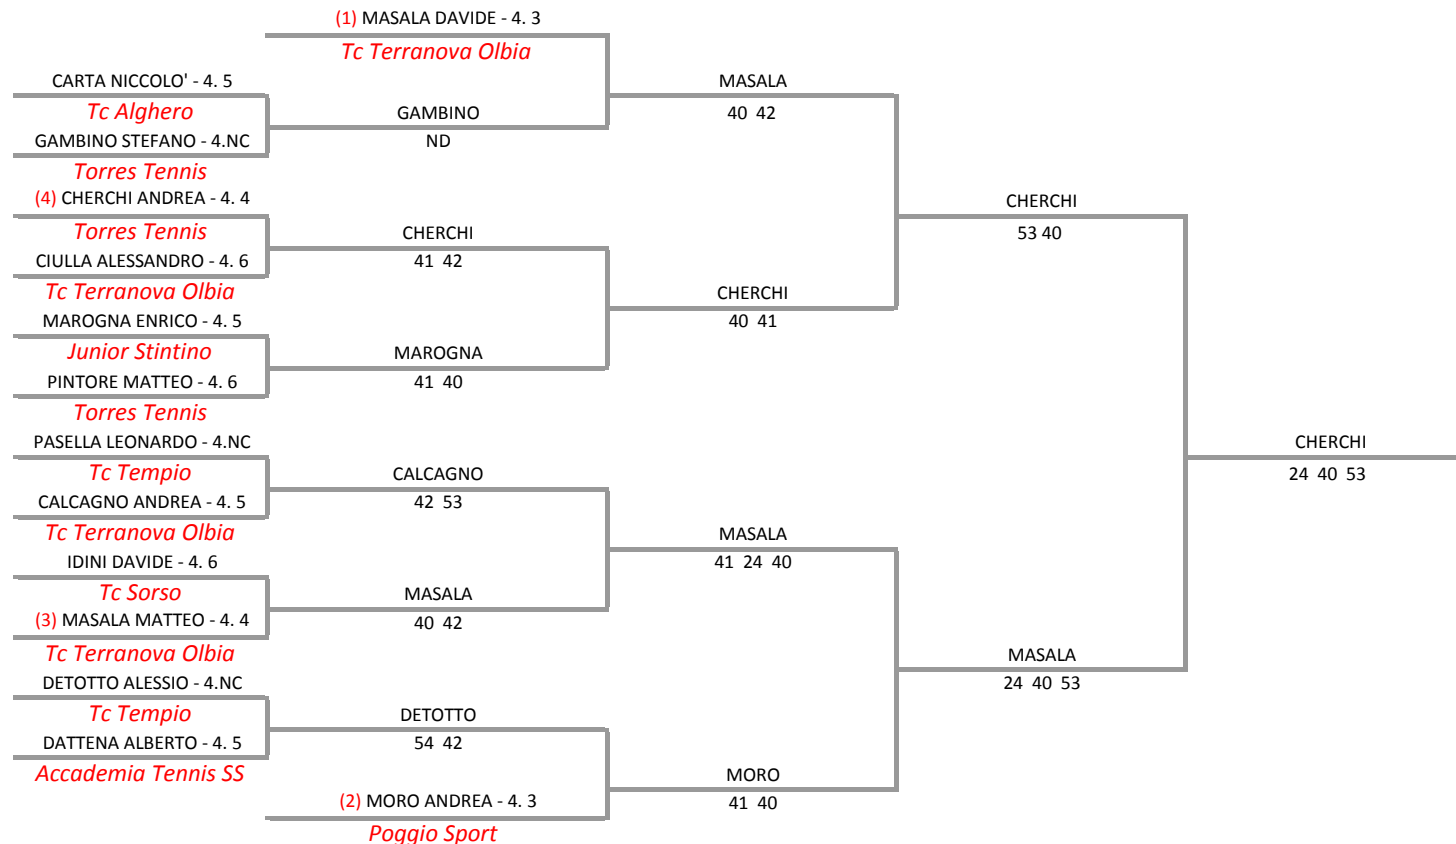 (1) MASALA DAVIDE - 4. 3
Tc Terranova Olbia
CARTA NICCOLO' - 4. 5
MASALA
Tc Alghero
GAMBINO
40 42
GAMBINO STEFANO - 4.NC
ND
Torres Tennis
(4) CHERCHI ANDREA - 4. 4
CHERCHI
Torres Tennis
CHERCHI
53 40
CIULLA ALESSANDRO - 4. 6
41 42
Tc Terranova Olbia
CHERCHI
MAROGNA ENRICO - 4. 5
40 41
Junior Stintino
MAROGNA
PINTORE MATTEO - 4. 6
41 40
Torres Tennis
PASELLA LEONARDO - 4.NC
CHERCHI
Tc Tempio
CALCAGNO
24 40 53
CALCAGNO ANDREA - 4. 5
42 53
Tc Terranova Olbia
MASALA
IDINI DAVIDE - 4. 6
41 24 40
Tc Sorso
MASALA
(3) MASALA MATTEO - 4. 4
40 42
Tc Terranova Olbia
MASALA
DETOTTO ALESSIO - 4.NC
24 40 53
Tc Tempio
DETOTTO
DATTENA ALBERTO - 4. 5
54 42
Accademia Tennis SS
MORO
(2) MORO ANDREA - 4. 3
41 40
Poggio Sport